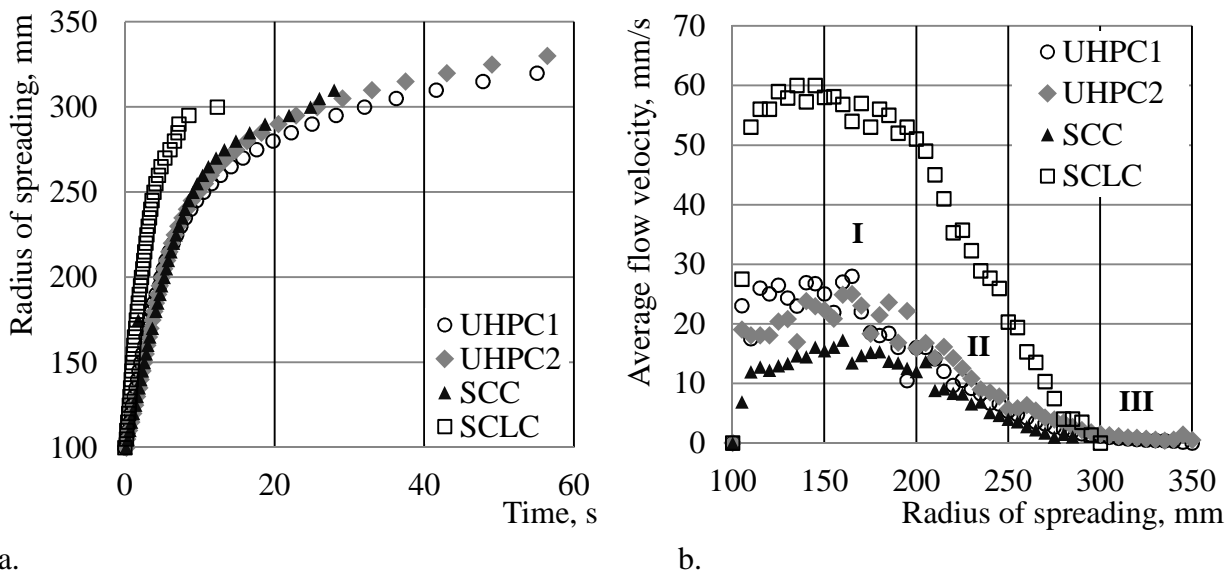 Radius of spreading, mm
350
300
250
200
150
100
0
20
40
60
Time, s
UHPC1
UHPC2
SCC
SCLC
a.
Average flow velocity, mm/s
70
60
50
40
30
20
10
0
100
150
200
250
300
350
Radius of spreading, mm
UHPC1
UHPC2
SCC
SCLC
I
II
III
b.